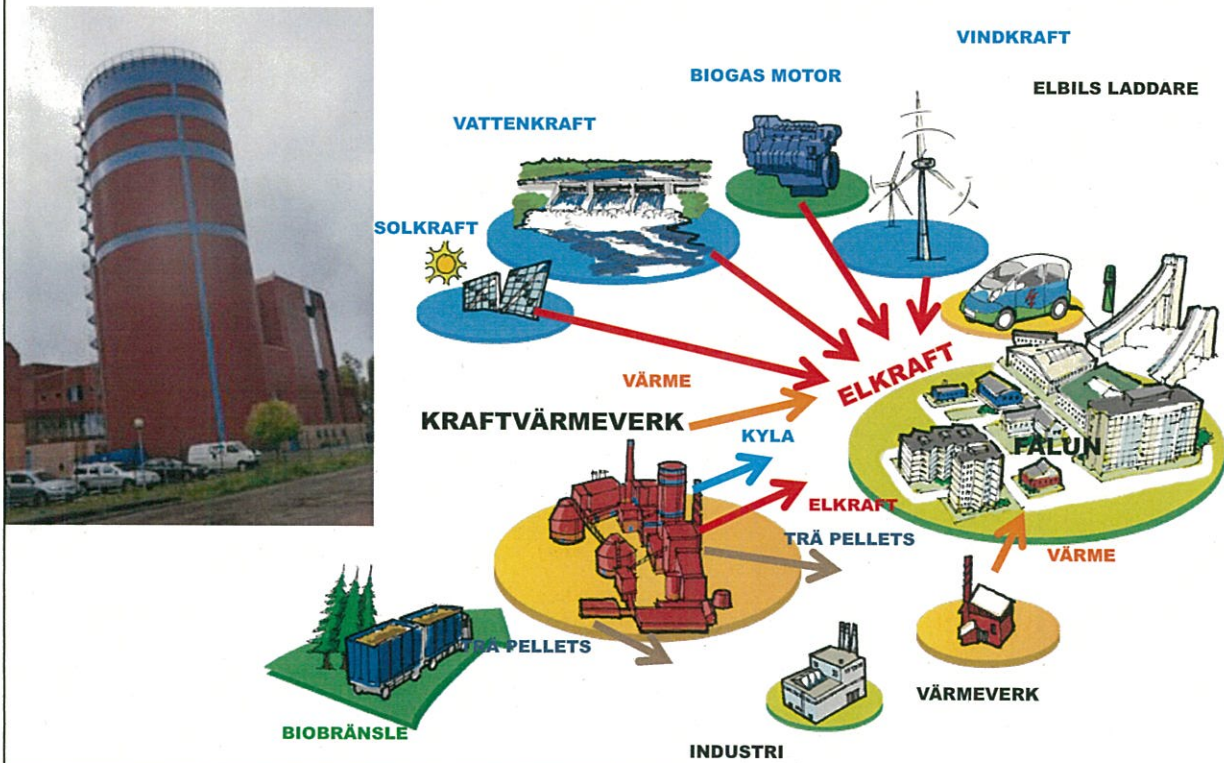 VINDKRAFT
BIOGAS MOTOR
ELBILS LADDARE
VATTENKRAFT
SOLKRAFT
ELKRAFT
VÄRME
KRAFTVÄRMEVERK
KYLA
FALUN
ELKRAFT
TRÄ PELLETS
VÄRME
TRÄ PELLETS
VÄRMEVERK
BIOBRÄNSLE
INDUSTRI